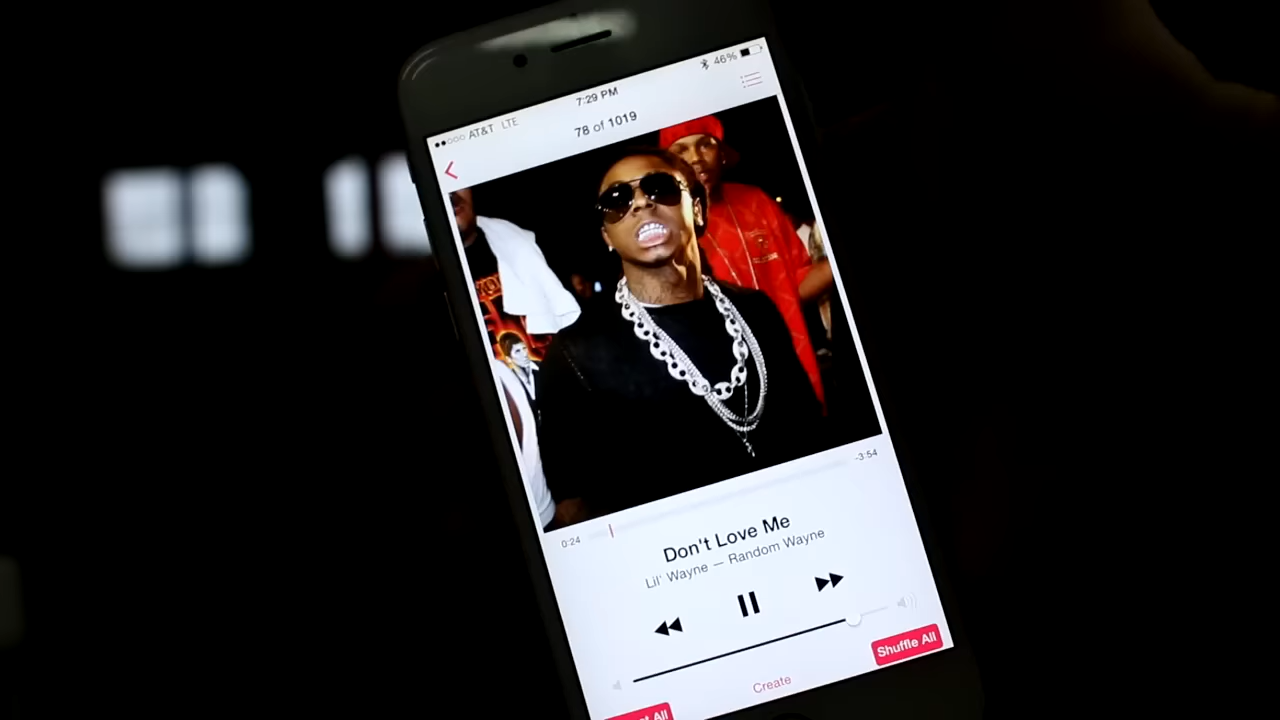 AT&T LTE 7:29 PM 46%
78 of 1019
0:24 -3:54
Don't Love Me
Lil' Wayne — Random Wayne
Create Shuffle All
All